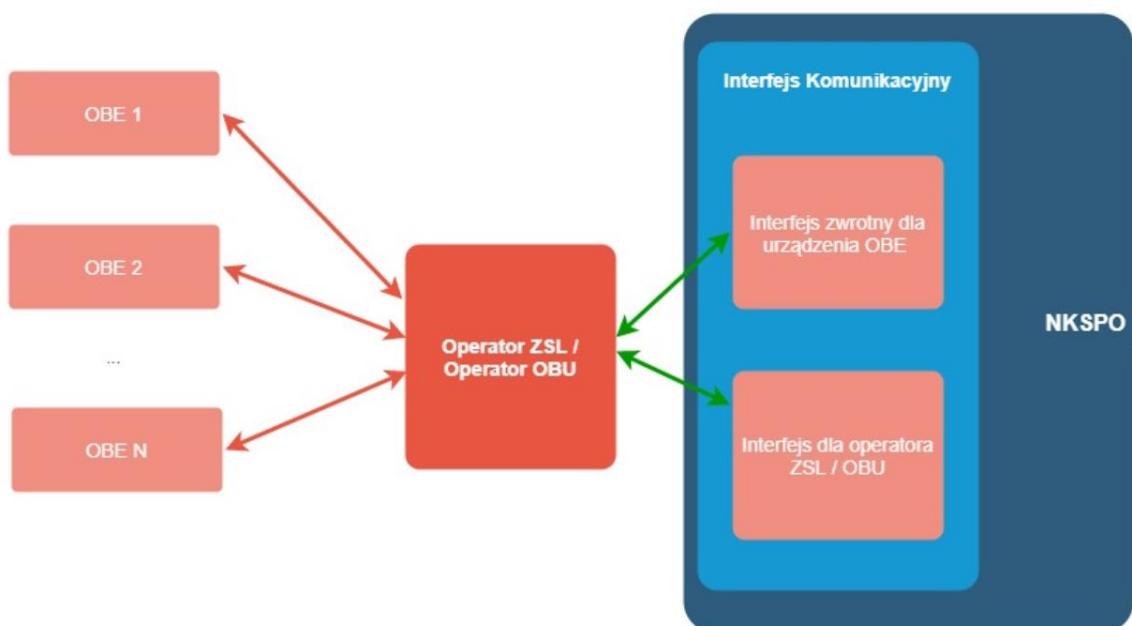 OBE 1
OBE 2
...
OBE N
Operator ZSL /
Operator OBU
Interfejs Komunikacyjny
Interfejs zwrotny dla
urządzenia OBE
Interfejs dla operatora
ZSL / OBU
NKSPO